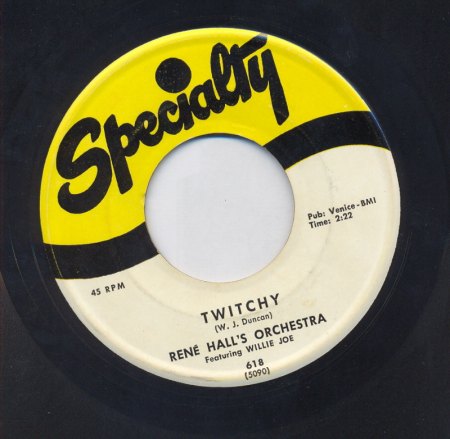 Specialty
Pub: Venice-BMI
Time: 2:22
45 RPM
TWITCHY
(W. J. Duncan)
RENÉ HALL'S ORCHESTRA
Featuring WILLIE JOE
618
(5090)